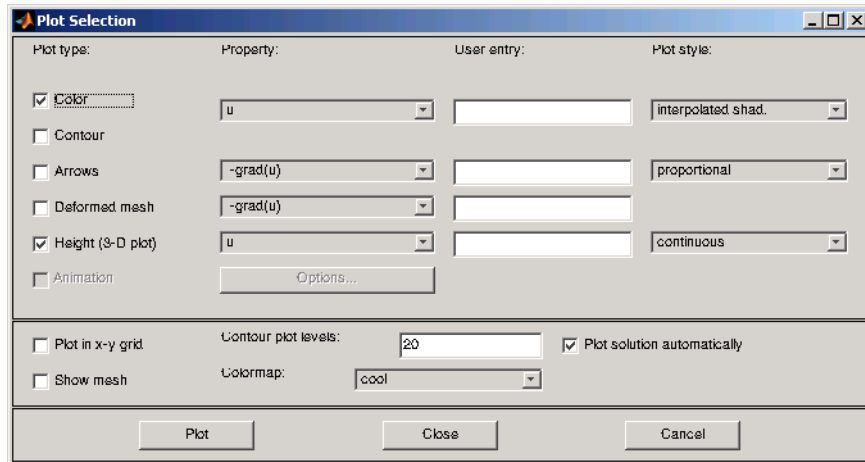 Plot Selection
Plot type: Property: User entry: Plot style:
Color u interpolated shad.
Contour
Arrows -grad(u) proportional
Deformed mesh -grad(u)
Height (3-D plot) u continuous
Animation Options...
Plot in x-y grid Contour plot levels: 20 Plot solution automatically
Show mesh Colormap: cool
Plot Close Cancel